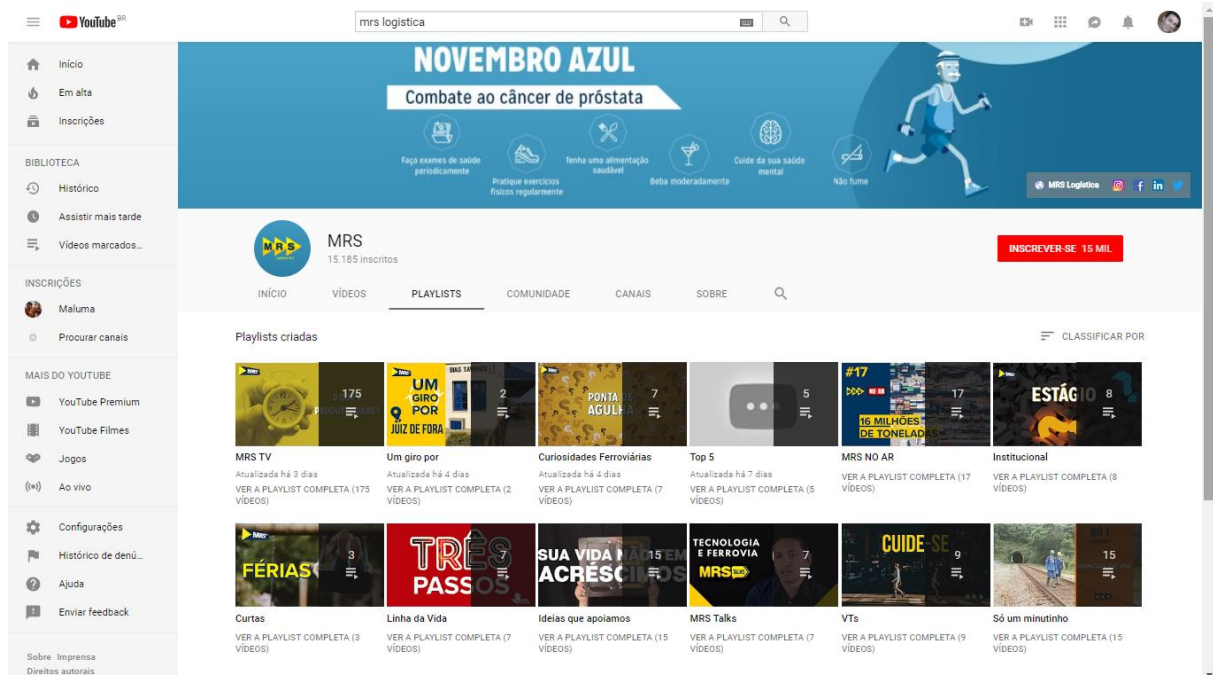 YouTube BR
mrs logística
Início
Em alta
Inscrições
BIBLIOTECA
Histórico
Assistir mais tarde
Vídeos marcados...
INSCRIÇÕES
Maluma
Procurar canais
MAIS DO YOUTUBE
YouTube Premium
YouTube Filmes
Jogos
Ao vivo
Configurações
Histórico de denú...
Ajuda
Enviar feedback
Sobre Imprensa
Direitos autorais
NOVEMBRO AZUL
Combate ao câncer de próstata
Faça exames de saúde
periodicamente
Pratique exercícios
físicos regularmente
Tenha uma alimentação
saudável
Beba moderadamente
Cuide da sua saúde
mental
Não fume
MRS Logística
MRS
MRS
15.185 inscritos
INSCREVER-SE 15 MIL
INÍCIO VÍDEOS PLAYLISTS COMUNIDADE CANAIS SOBRE
Playlists criadas
CLASSIFICAR POR
175
MRS TV
Atualizada há 3 dias
VER A PLAYLIST COMPLETA (175
VÍDEOS)
UM
GIRO
POR
JUIZ DE FORA
2
Um giro por
Atualizada há 4 dias
VER A PLAYLIST COMPLETA (2
VÍDEOS)
PONTA DE
AGULHA
7
Curiosidades Ferroviárias
Atualizada há 4 dias
VER A PLAYLIST COMPLETA (7
VÍDEOS)
5
Top 5
Atualizada há 7 dias
VER A PLAYLIST COMPLETA (5
VÍDEOS)
#17
NO AR
16 MILHÕES
DE TONELADAS
17
MRS NO AR
VER A PLAYLIST COMPLETA (17
VÍDEOS)
ESTÁGIO
8
Institucional
VER A PLAYLIST COMPLETA (8
VÍDEOS)
MRS
FÉRIAS
3
Curtas
VER A PLAYLIST COMPLETA (3
VÍDEOS)
TRÊS
PASSOS
7
Linha da Vida
VER A PLAYLIST COMPLETA (7
VÍDEOS)
SUA VIDA NÃO TEM
ACRÉSCIMOS
15
Ideias que apoiamos
VER A PLAYLIST COMPLETA (15
VÍDEOS)
TECNOLOGIA
E FERROVIA
MRS
7
MRS Talks
VER A PLAYLIST COMPLETA (7
VÍDEOS)
CUIDE-SE
9
VTs
VER A PLAYLIST COMPLETA (9
VÍDEOS)
15
Só um minutinho
VER A PLAYLIST COMPLETA (15
VÍDEOS)